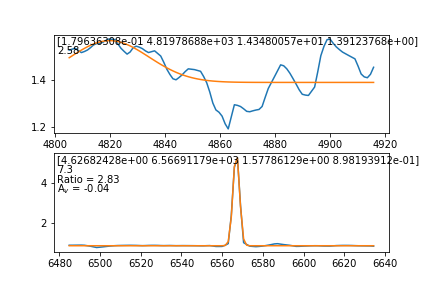 [1.79636308e-01 4.81978688e+03 1.43480057e+01 1.39123768e+00]
2.58
1.4
1.2
4800 4820 4840 4860 4880 4900 4920
[4.62682428e+00 6.56691179e+03 1.57786129e+00 8.98193912e-01]
7.3
Ratio = 2.83
Av = -0.04
4
2
6480 6500 6520 6540 6560 6580 6600 6620 6640